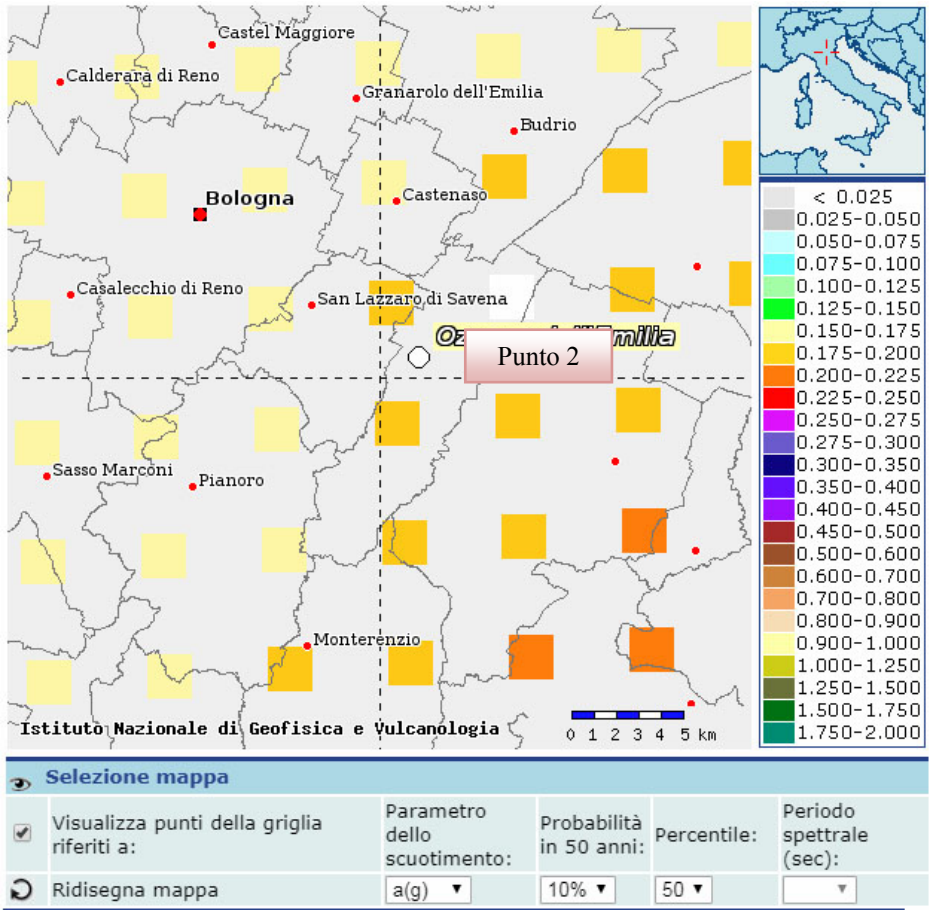 Castel Maggiore
Calderara di Reno
Granarolo dell'Emilia
Budrio
Bologna
Castenaso
Casalecchio di Reno
San Lazzaro di Savena
Punto 2
Sasso Marconi
Pianoro
Monterenzio
Istituto Nazionale di Geofisica e Vulcanologia
0 1 2 3 4 5 km
< 0.025
0.025-0.050
0.050-0.075
0.075-0.100
0.100-0.125
0.125-0.150
0.150-0.175
0.175-0.200
0.200-0.225
0.225-0.250
0.250-0.275
0.275-0.300
0.300-0.350
0.350-0.400
0.400-0.450
0.450-0.500
0.500-0.600
0.600-0.700
0.700-0.800
0.800-0.900
0.900-1.000
1.000-1.250
1.250-1.500
1.500-1.750
1.750-2.000
Selezione mappa
Visualizza punti della griglia riferiti a:
Parametro dello scuotimento:
Probabilità in 50 anni:
Percentile:
Periodo spettrale (sec):
Ridisegna mappa
a(g)
10%
50